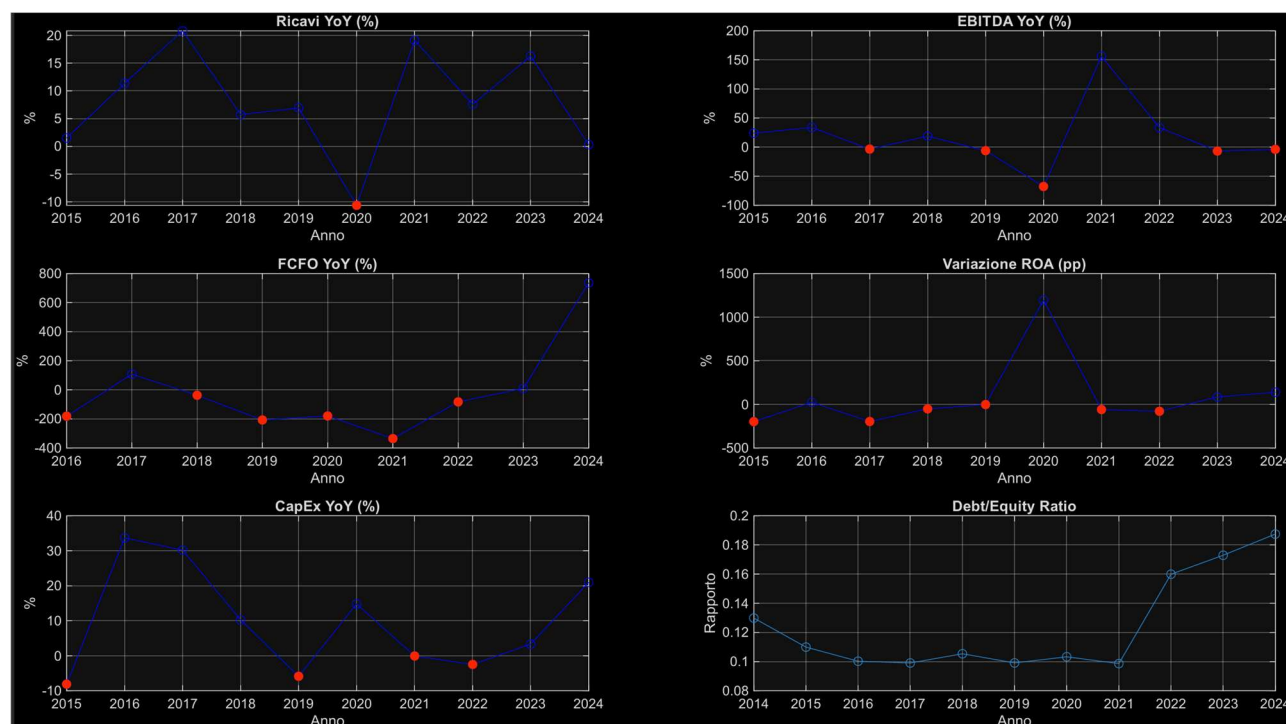 Ricavi YoY (%)
20
15
10
5
0
-5
-10
%
2015 2016 2017 2018 2019 2020 2021 2022 2023 2024
Anno
EBITDA YoY (%)
200
150
100
50
0
-50
-100
%
2015 2016 2017 2018 2019 2020 2021 2022 2023 2024
Anno
FCFO YoY (%)
800
600
400
200
0
-200
-400
%
2016 2017 2018 2019 2020 2021 2022 2023 2024
Anno
Variazione ROA (pp)
1500
1000
500
0
-500
%
2015 2016 2017 2018 2019 2020 2021 2022 2023 2024
Anno
CapEx YoY (%)
40
30
20
10
0
-10
%
2015 2016 2017 2018 2019 2020 2021 2022 2023 2024
Anno
Debt/Equity Ratio
0.2
0.18
0.16
0.14
0.12
0.1
0.08
Rapporto
2014 2015 2016 2017 2018 2019 2020 2021 2022 2023 2024
Anno